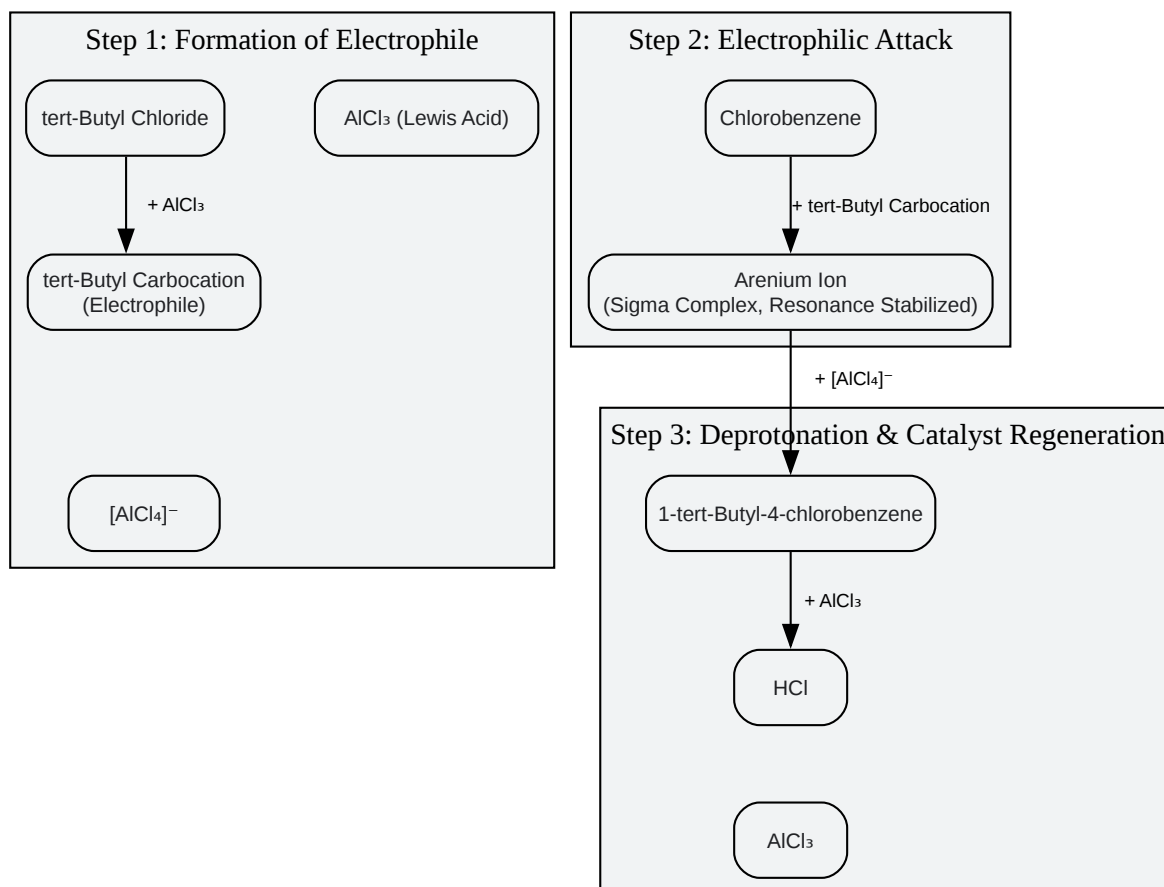 Step 1: Formation of Electrophile
tert-Butyl Chloride
AlCl₃ (Lewis Acid)
+ AlCl₃
tert-Butyl Carbocation
(Electrophile)
[AlCl₄]⁻
Step 2: Electrophilic Attack
Chlorobenzene
+ tert-Butyl Carbocation
Arenium Ion
(Sigma Complex, Resonance Stabilized)
+ [AlCl₄]⁻
Step 3: Deprotonation & Catalyst Regeneration
1-tert-Butyl-4-chlorobenzene
+ AlCl₃
HCl
AlCl₃